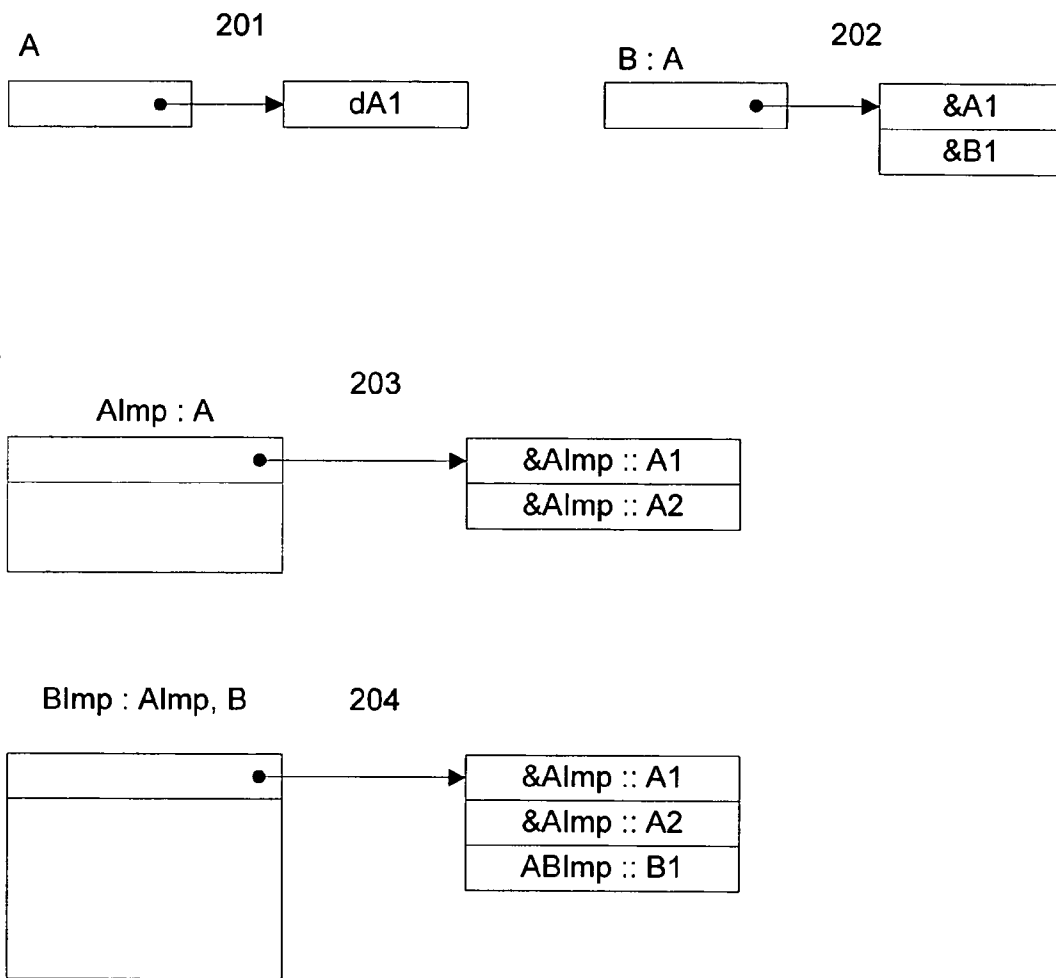 201
A
dA1
202
B : A
&A1
&B1
203
AImp : A
&AImp :: A1
&AImp :: A2
BImp : AImp, B
204
&AImp :: A1
&AImp :: A2
ABImp :: B1